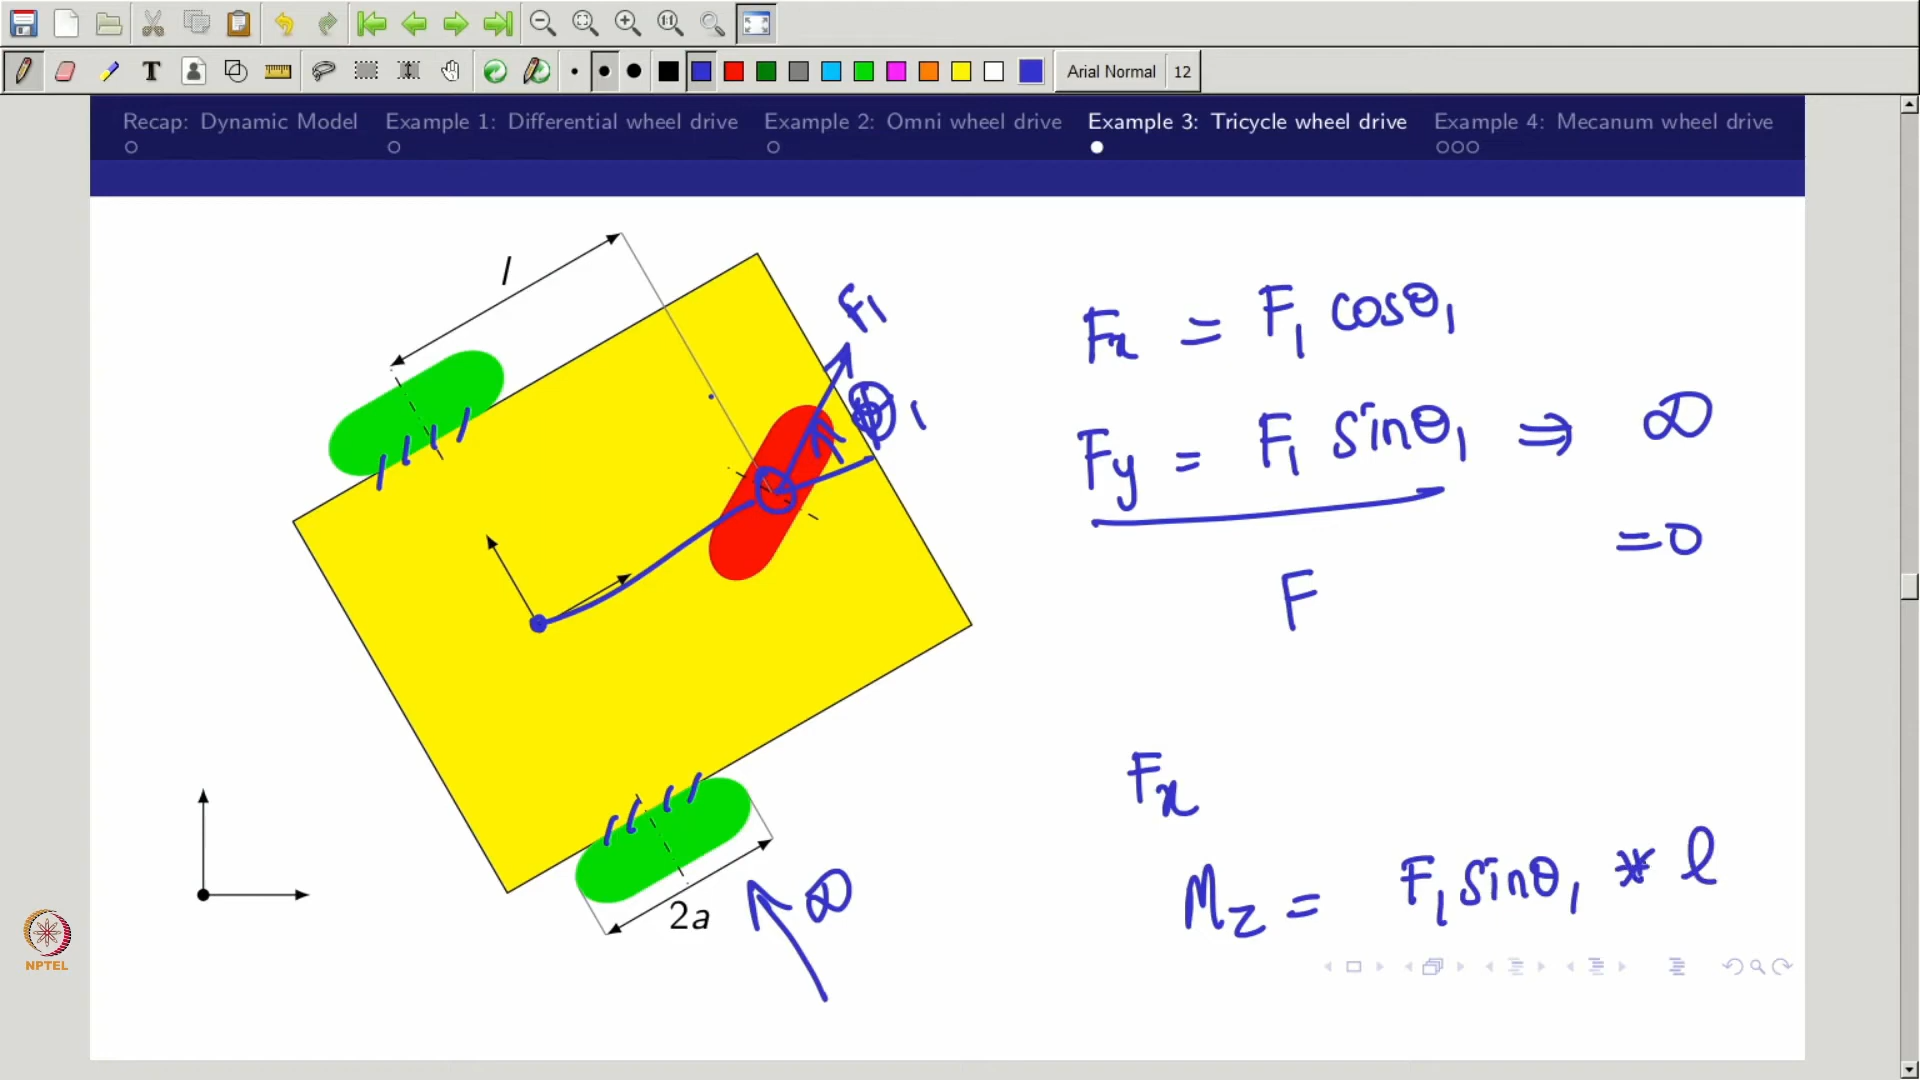 Arial Normal 12
Recap: Dynamic Model Example 1: Differential wheel drive Example 2: Omni wheel drive Example 3: Tricycle wheel drive Example 4: Mecanum wheel drive
l
F1
θ1
Fx = F1 cosθ1
Fy = F1 sinθ1 ⇒ ∞
=0
F
Fx
Mz = F1 sinθ1 * l
2a
∞
NPTEL